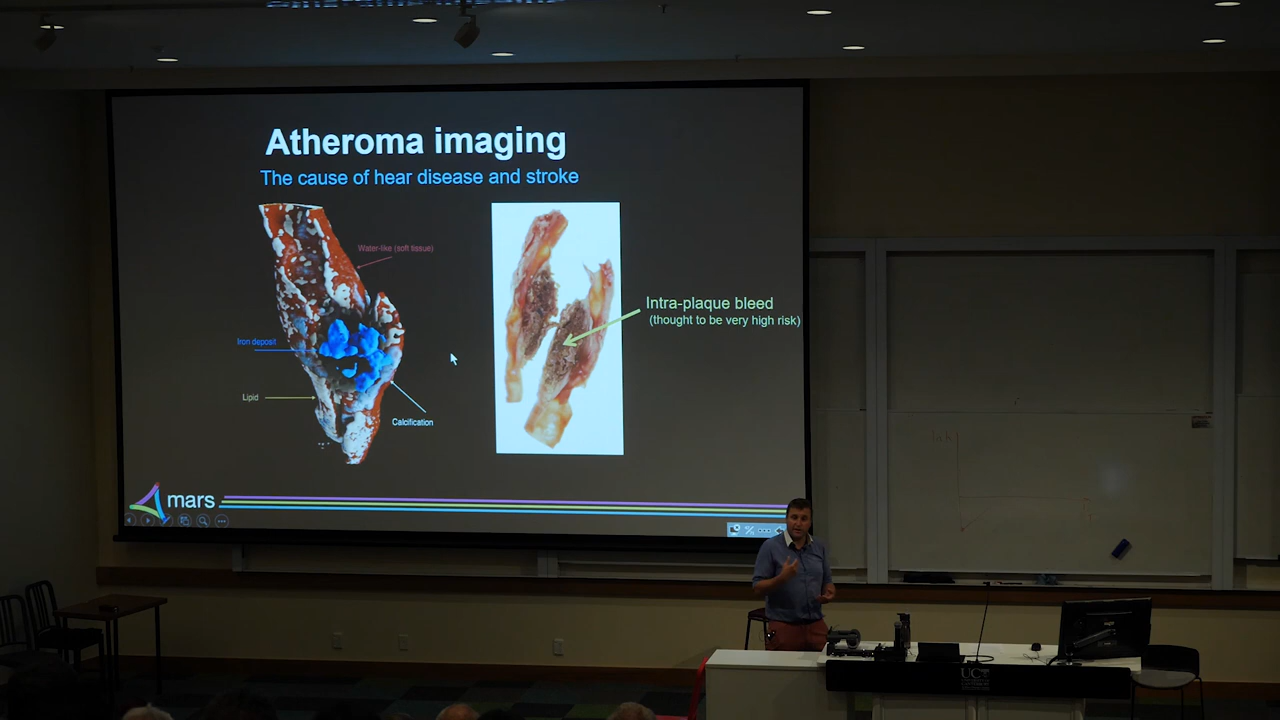 Atheroma imaging
The cause of hear disease and stroke
Water-like (soft tissue)
Iron deposit
Lipid
Calcification
Intra-plaque bleed
(thought to be very high risk)
mars
UC